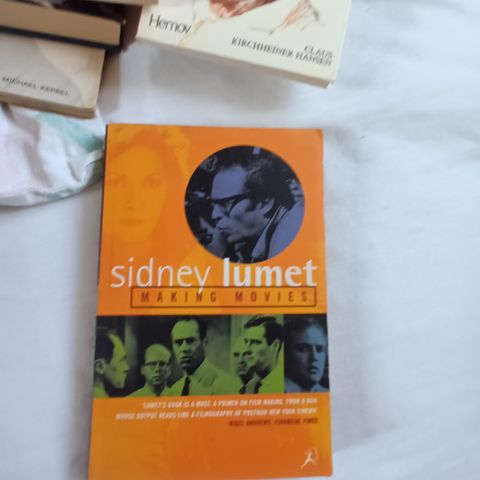 Hemov
CLAUS
KIRCHHEINER HANSEN
MICHAEL KERBEL
sidney lumet
MAKING MOVIES
'LUMET'S BOOK IS A MUST: A PRIMER ON FILM MAKING, FROM A MAN
WHOSE OUTPUT READS LIKE A FILMOGRAPHY OF POSTWAR NEW YORK CINEMA'
NIGEL ANDREWS, FINANCIAL TIMES